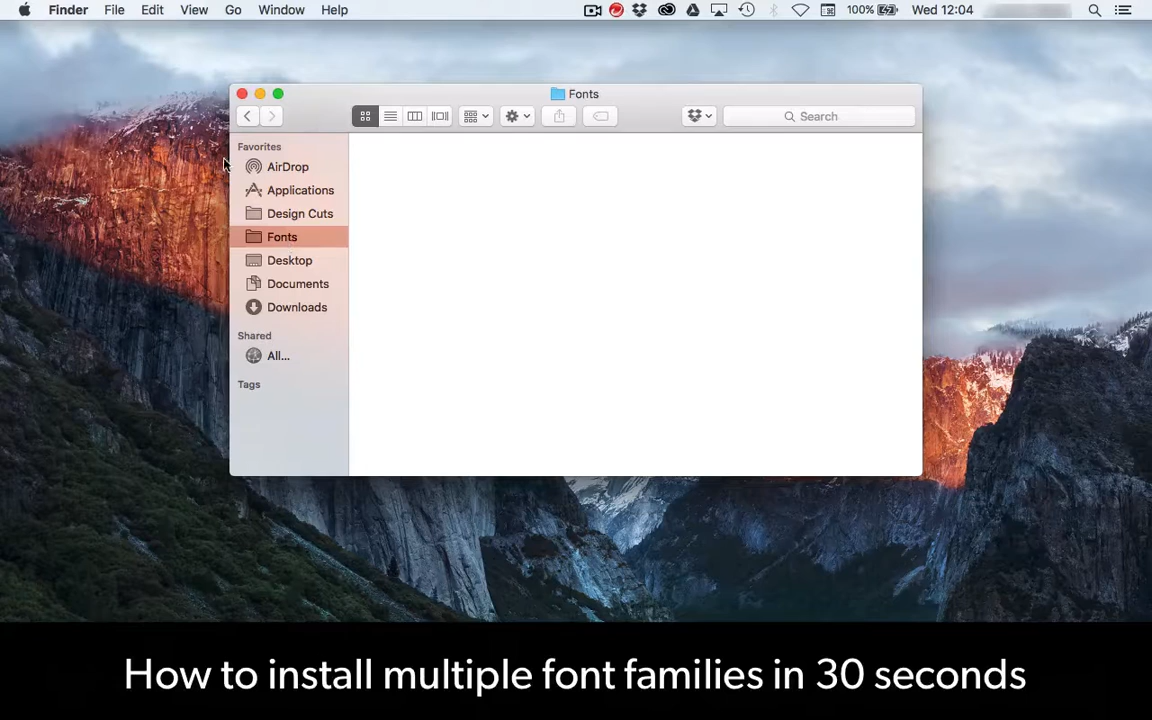 Finder File Edit View Go Window Help 100% Wed 12:04
Fonts
Search
Favorites
AirDrop
Applications
Design Cuts
Fonts
Desktop
Documents
Downloads
Shared
All...
Tags
How to install multiple font families in 30 seconds